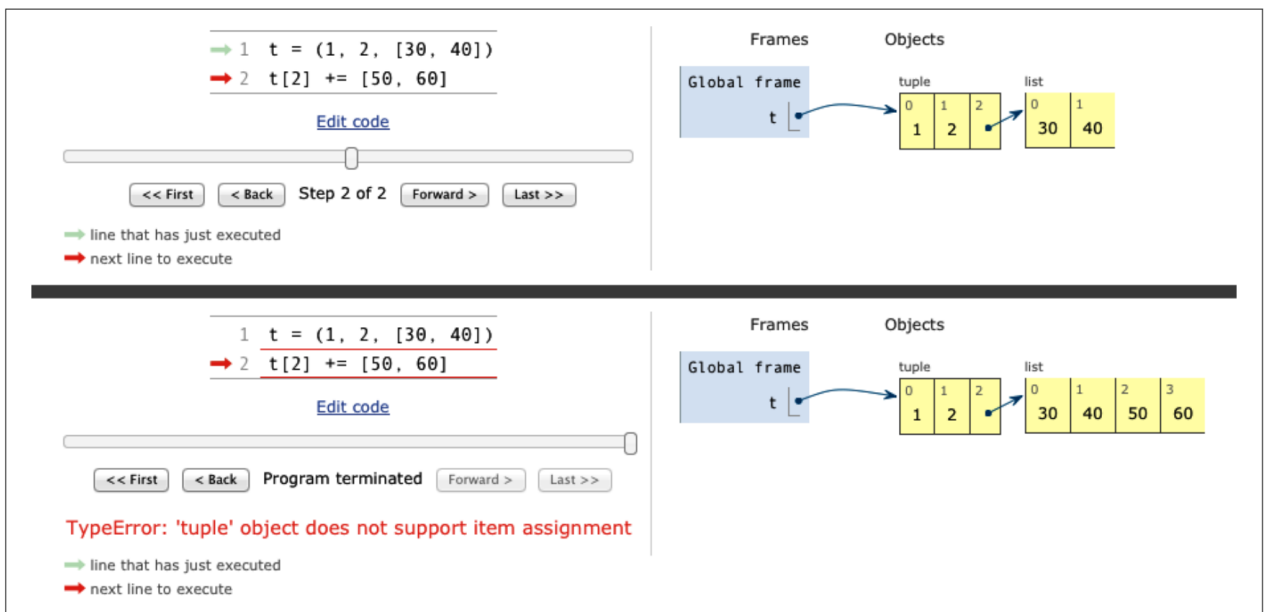 1 t = (1, 2, [30, 40])
2 t[2] += [50, 60]
Edit code
<< First < Back Step 2 of 2 Forward > Last >>
line that has just executed
next line to execute
Frames Objects
Global frame
t
tuple list
0 1 2 0 1
1 2 30 40
1 t = (1, 2, [30, 40])
2 t[2] += [50, 60]
Edit code
<< First < Back Program terminated Forward > Last >>
TypeError: 'tuple' object does not support item assignment
line that has just executed
next line to execute
Frames Objects
Global frame
t
tuple list
0 1 2 0 1 2 3
1 2 30 40 50 60